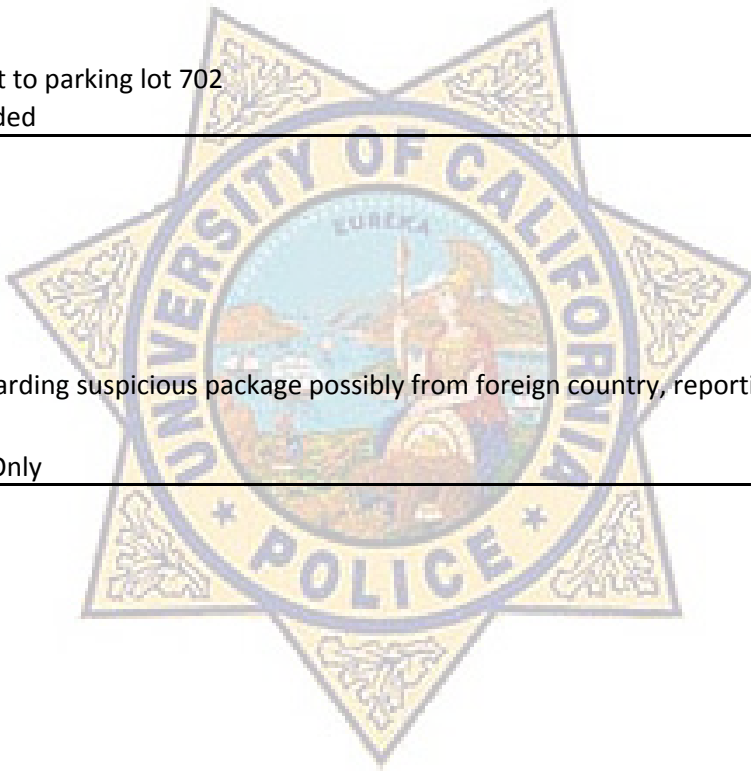 t to parking lot 702
ded
arding suspicious package possibly from foreign country, reporti
Only
UNIVERSITY OF CALIFORNIA
EUREKA
POLICE